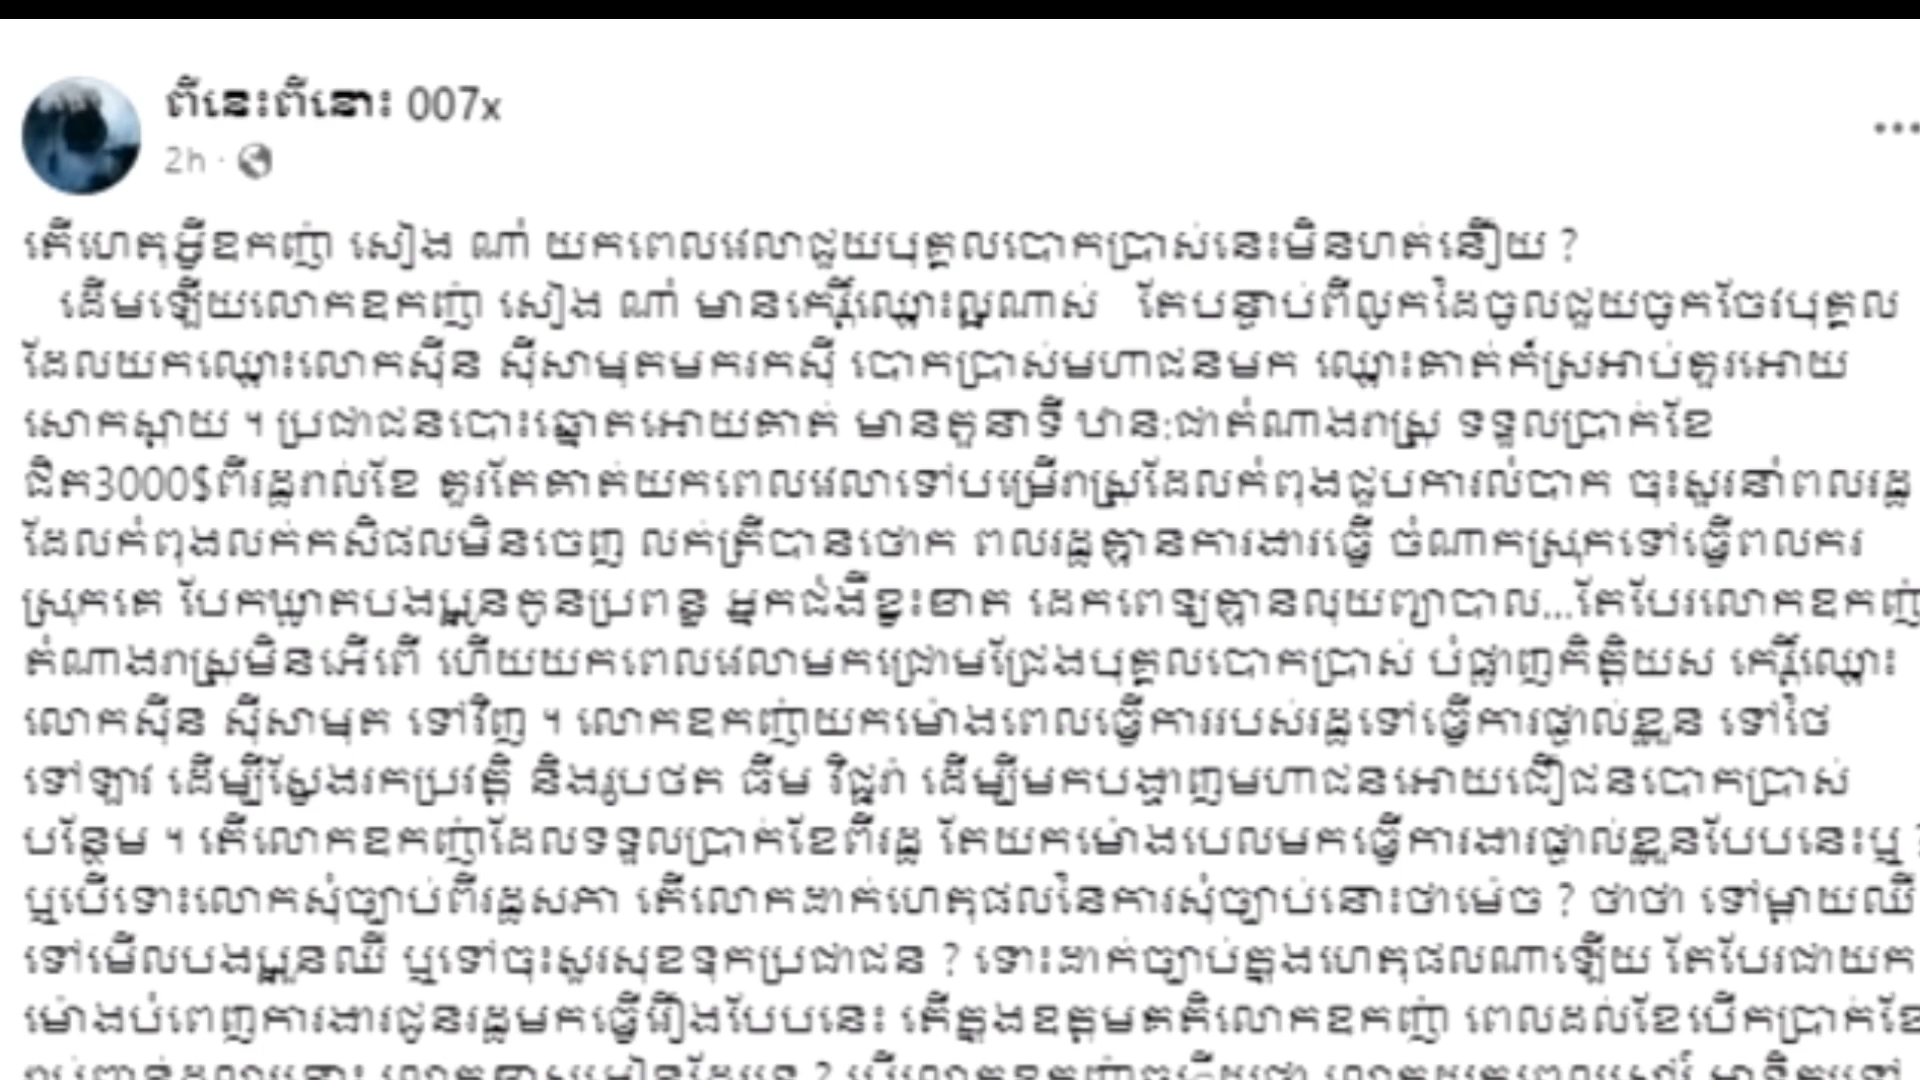 ពីនេះពីនោះ 007x
2h ·
តើហេតុអ្វីឧកញ៉ា សៀង ណាំ យកពេលវេលាជួយបុគ្គលបោកប្រាស់នេះមិនហត់នឿយ ?
ដើមឡើយលោកឧកញ៉ា សៀង ណាំ មានកេរ្តិ៍ឈ្មោះល្អណាស់ តែបន្ទាប់ពីលូកដៃចូលជួយចូកចែវបុគ្គល
ដែលយកឈ្មោះលោកស៊ីន ស៊ីសាមុតមករកស៊ី បោកប្រាស់មហាជនមក ឈ្មោះគាត់ក៏ស្រអាប់គួរអោយ
សោកស្តាយ ។ ប្រជាជនបោះឆ្នោតអោយគាត់ មានតួនាទី ឋានៈជាតំណាងរាស្ត្រ ទទួលប្រាក់ខែ
ជិត3000$ពីរដ្ឋរាល់ខែ គួរតែគាត់យកពេលវេលាទៅបម្រើរាស្ត្រដែលកំពុងជួបការលំបាក ចុះសួរនាំពលរដ្ឋ
ដែលកំពុងលក់កសិផលមិនចេញ លក់ត្រីបានថោក ពលរដ្ឋគ្មានការងារធ្វើ ចំណាកស្រុកទៅធ្វើពលករ
ស្រុកគេ បែកឃ្លាតបងប្អូនកូនប្រពន្ធ អ្នកជំងឺខ្វះខាត ដេកពេទ្យគ្មានលុយព្យាបាល...តែបែរលោកឧកញ៉ា
តំណាងរាស្ត្រមិនអើពើ ហើយយកពេលវេលាមកជ្រោមជ្រែងបុគ្គលបោកប្រាស់ បំផ្លាញកិត្តិយស កេរ្តិ៍ឈ្មោះ
លោកស៊ីន ស៊ីសាមុត ទៅវិញ ។ លោកឧកញ៉ាយកម៉ោងពេលធ្វើការរបស់រដ្ឋទៅធ្វើការផ្ទាល់ខ្លួន ទៅថៃ
ទៅឡាវ ដើម្បីស្វែងរកប្រវត្តិ និងរូបថត ធីម វិជ្ជរ៉ា ដើម្បីមកបង្ហាញមហាជនអោយជឿជនបោកប្រាស់
បន្ថែម ។ តើលោកឧកញ៉ាដែលទទួលប្រាក់ខែពីរដ្ឋ តែយកម៉ោងបេលមកធ្វើការងារផ្ទាល់ខ្លួនបែបនេះឬ ?
ឬបើទោះលោកសុំច្បាប់ពីរដ្ឋសភា តើលោកដាក់ហេតុផលនៃការសុំច្បាប់នោះថាម៉េច ? ថាថា ទៅម្តាយឈឺ
ទៅមើលបងប្អូនឈឺ ឬទៅចុះសួរសុខទុកប្រជាជន ? ទោះដាក់ច្បាប់ក្នុងហេតុផលណាឡើយ តែបែរជាយក
ម៉ោងបំពេញការងារជូនរដ្ឋមកធ្វើរឿងបែបនេះ តើក្នុងឧត្តមគតិលោកឧកញ៉ា ពេលដល់ខែបើកប្រាក់ខែ